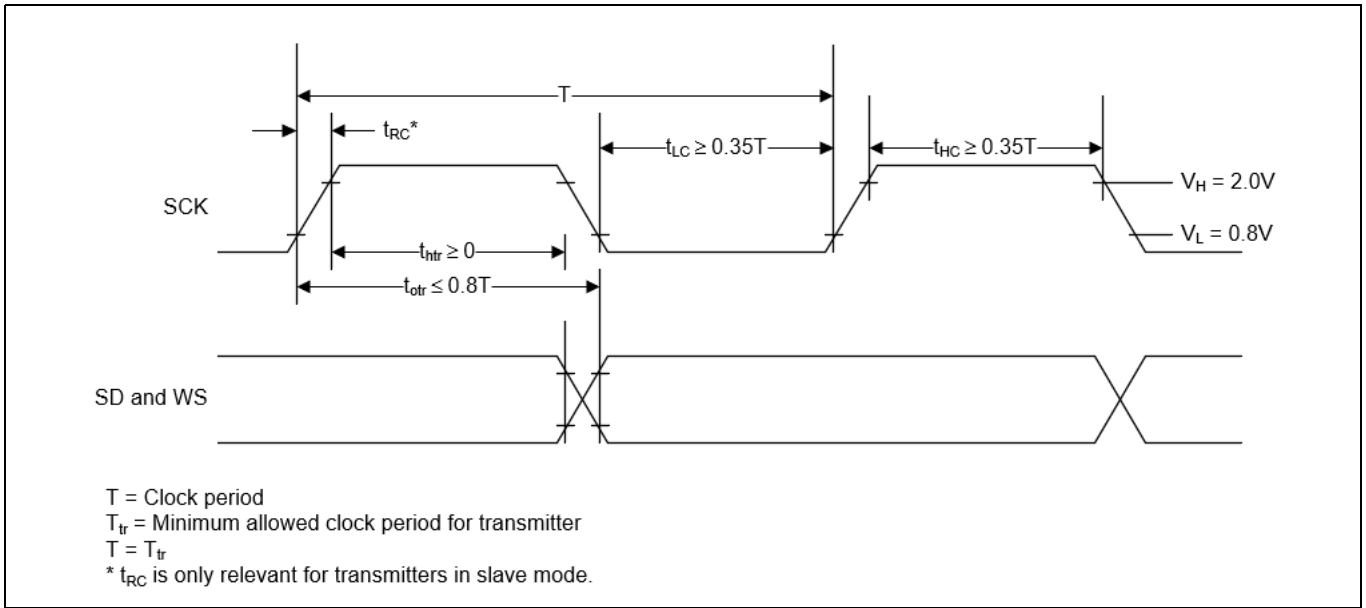 T
tRC*
tLC ≥ 0.35T
tHC ≥ 0.35T
SCK
VH = 2.0V
VL = 0.8V
thtr ≥ 0
totr ≤ 0.8T
SD and WS
T = Clock period
Ttr = Minimum allowed clock period for transmitter
T = Ttr
* tRC is only relevant for transmitters in slave mode.